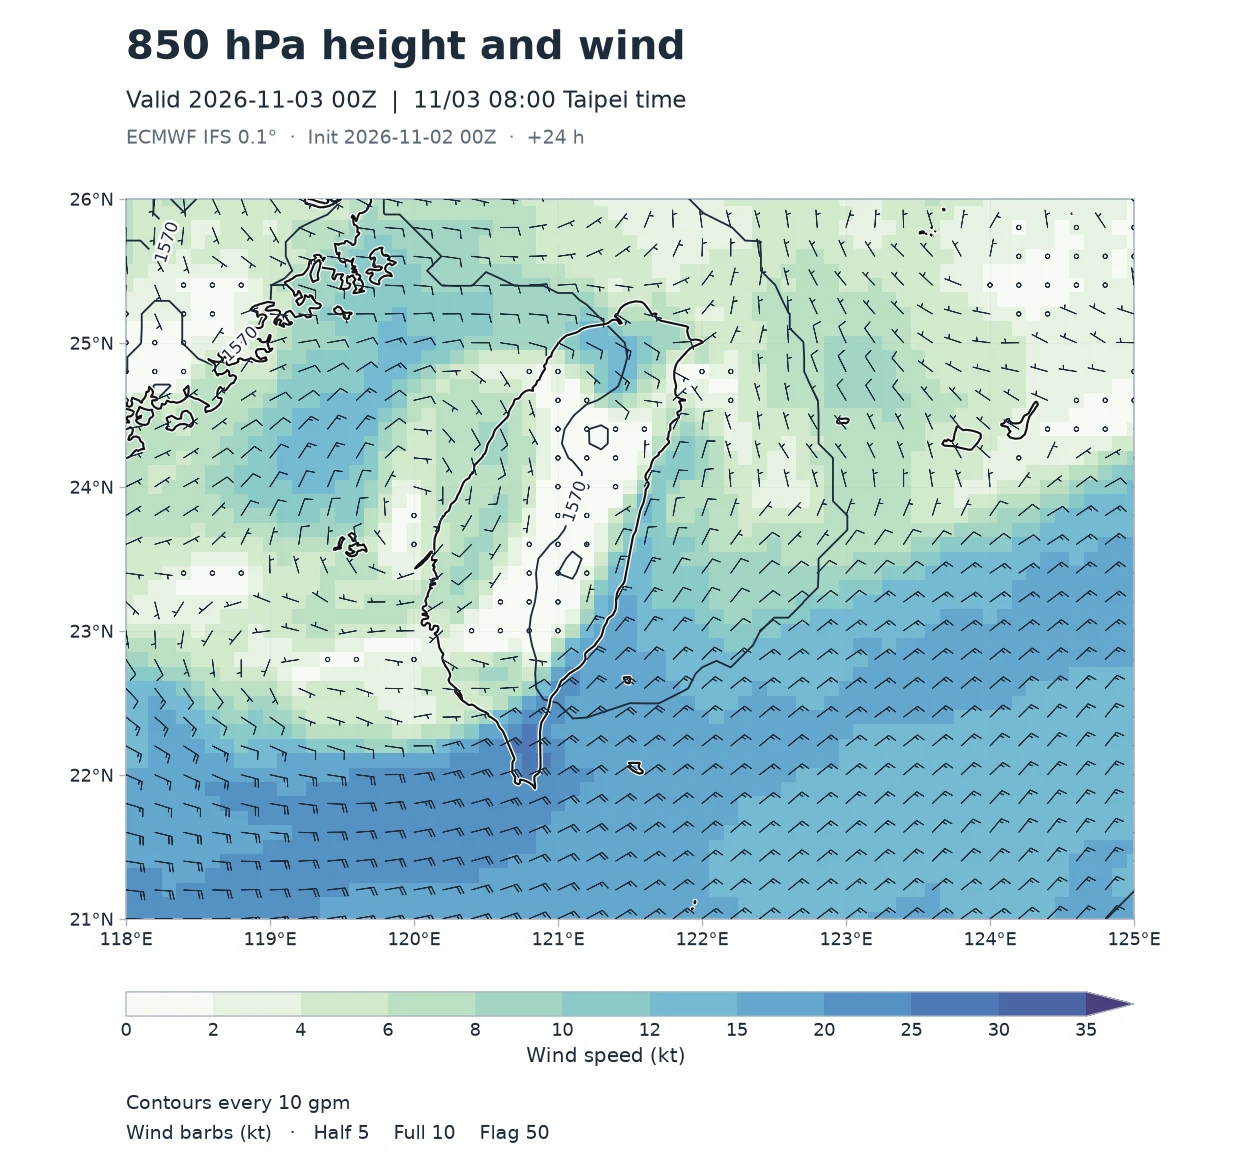 850 hPa height and wind
Valid 2026-11-03 00Z | 11/03 08:00 Taipei time
ECMWF IFS 0.1° · Init 2026-11-02 00Z · +24 h
26°N
1570
25°N
1570
24°N
1570
23°N
22°N
21°N
118°E 119°E 120°E 121°E 122°E 123°E 124°E 125°E
0 2 4 6 8 10 12 15 20 25 30 35
Wind speed (kt)
Contours every 10 gpm
Wind barbs (kt) · Half 5 Full 10 Flag 50